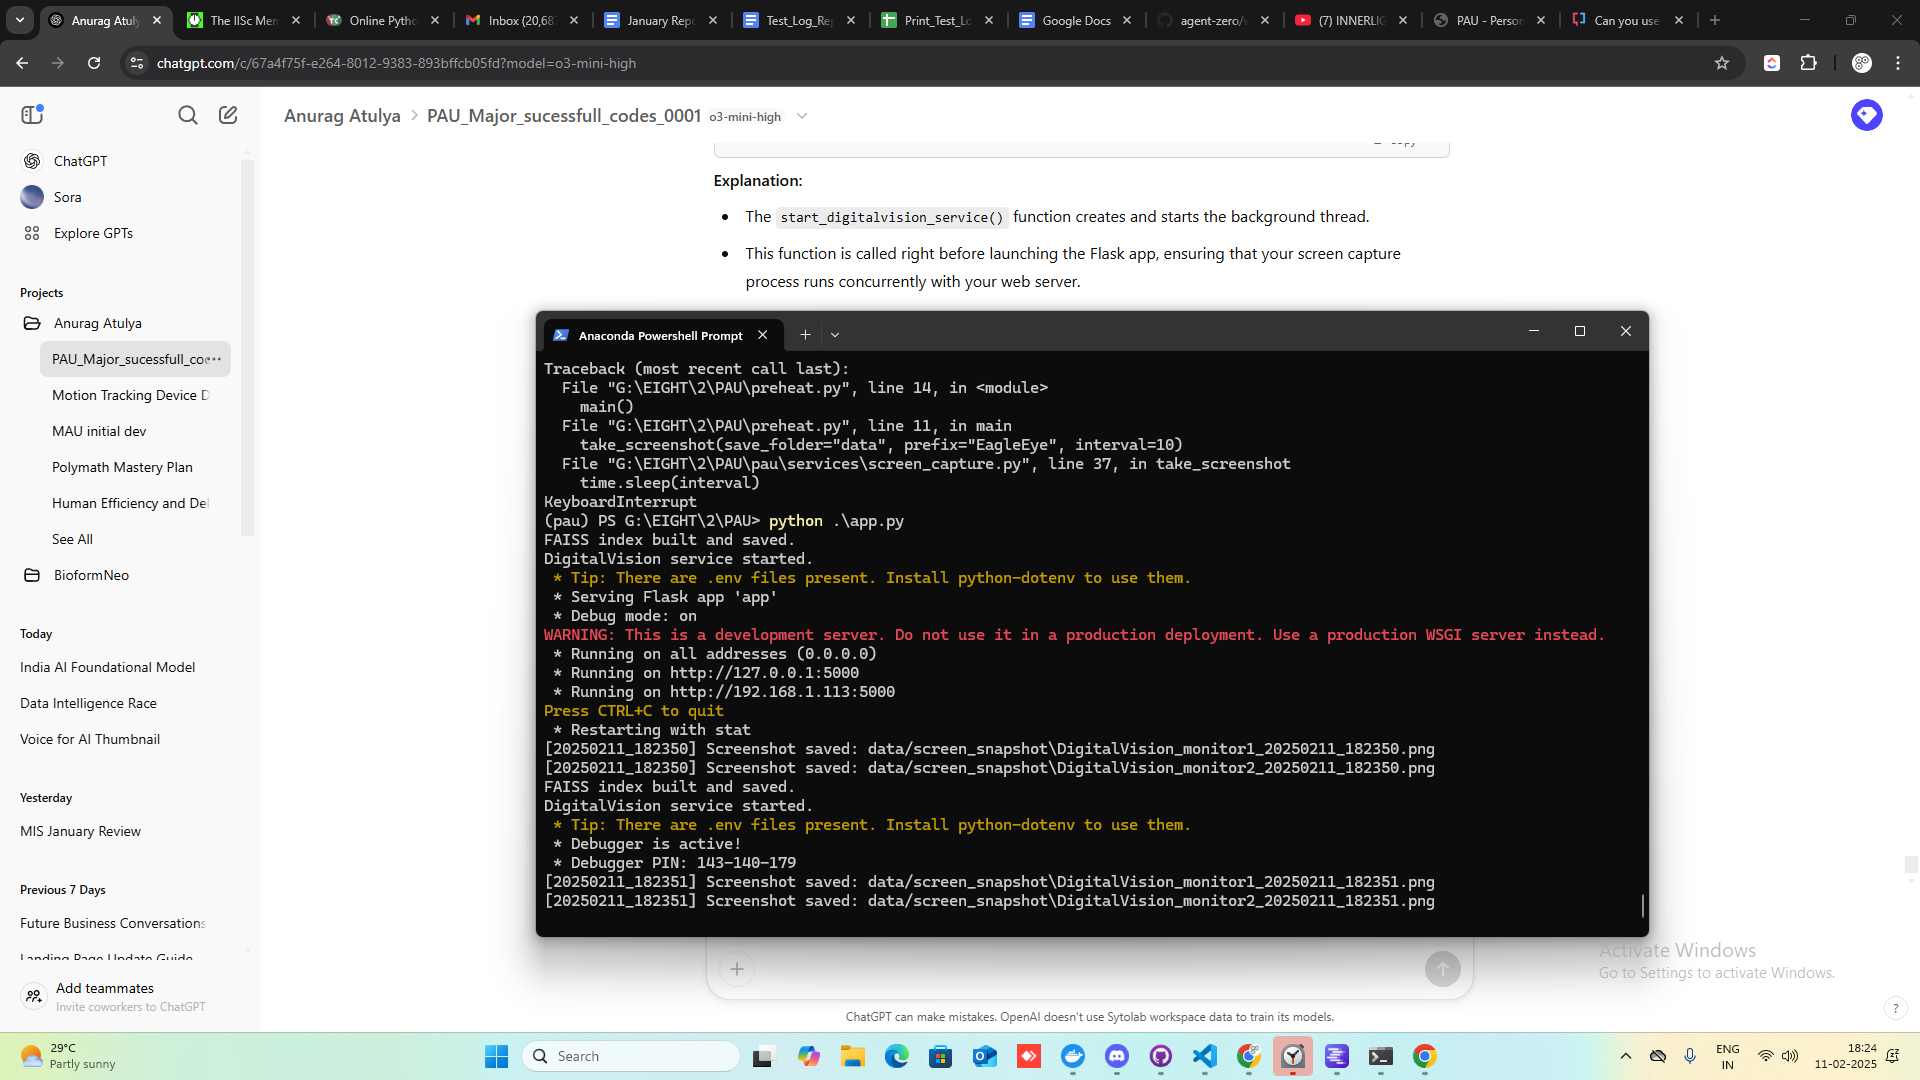 Anurag Atuly
The IISc Mem
Online Pytho
Inbox (20,68
January Repo
Test_Log_Rep
Print_Test_Lo
Google Docs
agent-zero/w
(7) INNERLIG
PAU - Person
Can you use
chatgpt.com/c/67a4f75f-e264-8012-9383-893bffcb05fd?model=o3-mini-high
Anurag Atulya > PAU_Major_sucessfull_codes_0001 o3-mini-high
ChatGPT
Sora
Explore GPTs
Projects
Anurag Atulya
PAU_Major_sucessfull_co
Motion Tracking Device D
MAU initial dev
Polymath Mastery Plan
Human Efficiency and Del
See All
BioformNeo
Today
India AI Foundational Model
Data Intelligence Race
Voice for AI Thumbnail
Yesterday
MIS January Review
Previous 7 Days
Future Business Conversations
Landing Page Update Guide
Add teammates
Invite coworkers to ChatGPT
Copy
Explanation:
• The start_digitalvision_service() function creates and starts the background thread.
• This function is called right before launching the Flask app, ensuring that your screen capture
process runs concurrently with your web server.
Anaconda Powershell Prompt
Traceback (most recent call last):
File "G:\EIGHT\2\PAU\preheat.py", line 14, in <module>
main()
File "G:\EIGHT\2\PAU\preheat.py", line 11, in main
take_screenshot(save_folder="data", prefix="EagleEye", interval=10)
File "G:\EIGHT\2\PAU\pau\services\screen_capture.py", line 37, in take_screenshot
time.sleep(interval)
KeyboardInterrupt
(pau) PS G:\EIGHT\2\PAU> python .\app.py
FAISS index built and saved.
DigitalVision service started.
* Tip: There are .env files present. Install python-dotenv to use them.
* Serving Flask app 'app'
* Debug mode: on
WARNING: This is a development server. Do not use it in a production deployment. Use a production WSGI server instead.
* Running on all addresses (0.0.0.0)
* Running on http://127.0.0.1:5000
* Running on http://192.168.1.113:5000
Press CTRL+C to quit
* Restarting with stat
[20250211_182350] Screenshot saved: data/screen_snapshot\DigitalVision_monitor1_20250211_182350.png
[20250211_182350] Screenshot saved: data/screen_snapshot\DigitalVision_monitor2_20250211_182350.png
FAISS index built and saved.
DigitalVision service started.
* Tip: There are .env files present. Install python-dotenv to use them.
* Debugger is active!
* Debugger PIN: 143-140-179
[20250211_182351] Screenshot saved: data/screen_snapshot\DigitalVision_monitor1_20250211_182351.png
[20250211_182351] Screenshot saved: data/screen_snapshot\DigitalVision_monitor2_20250211_182351.png
Activate Windows
Go to Settings to activate Windows.
ChatGPT can make mistakes. OpenAI doesn't use Sytolab workspace data to train its models.
?
29°C
Partly sunny
Search
ENG
IN
18:24
11-02-2025